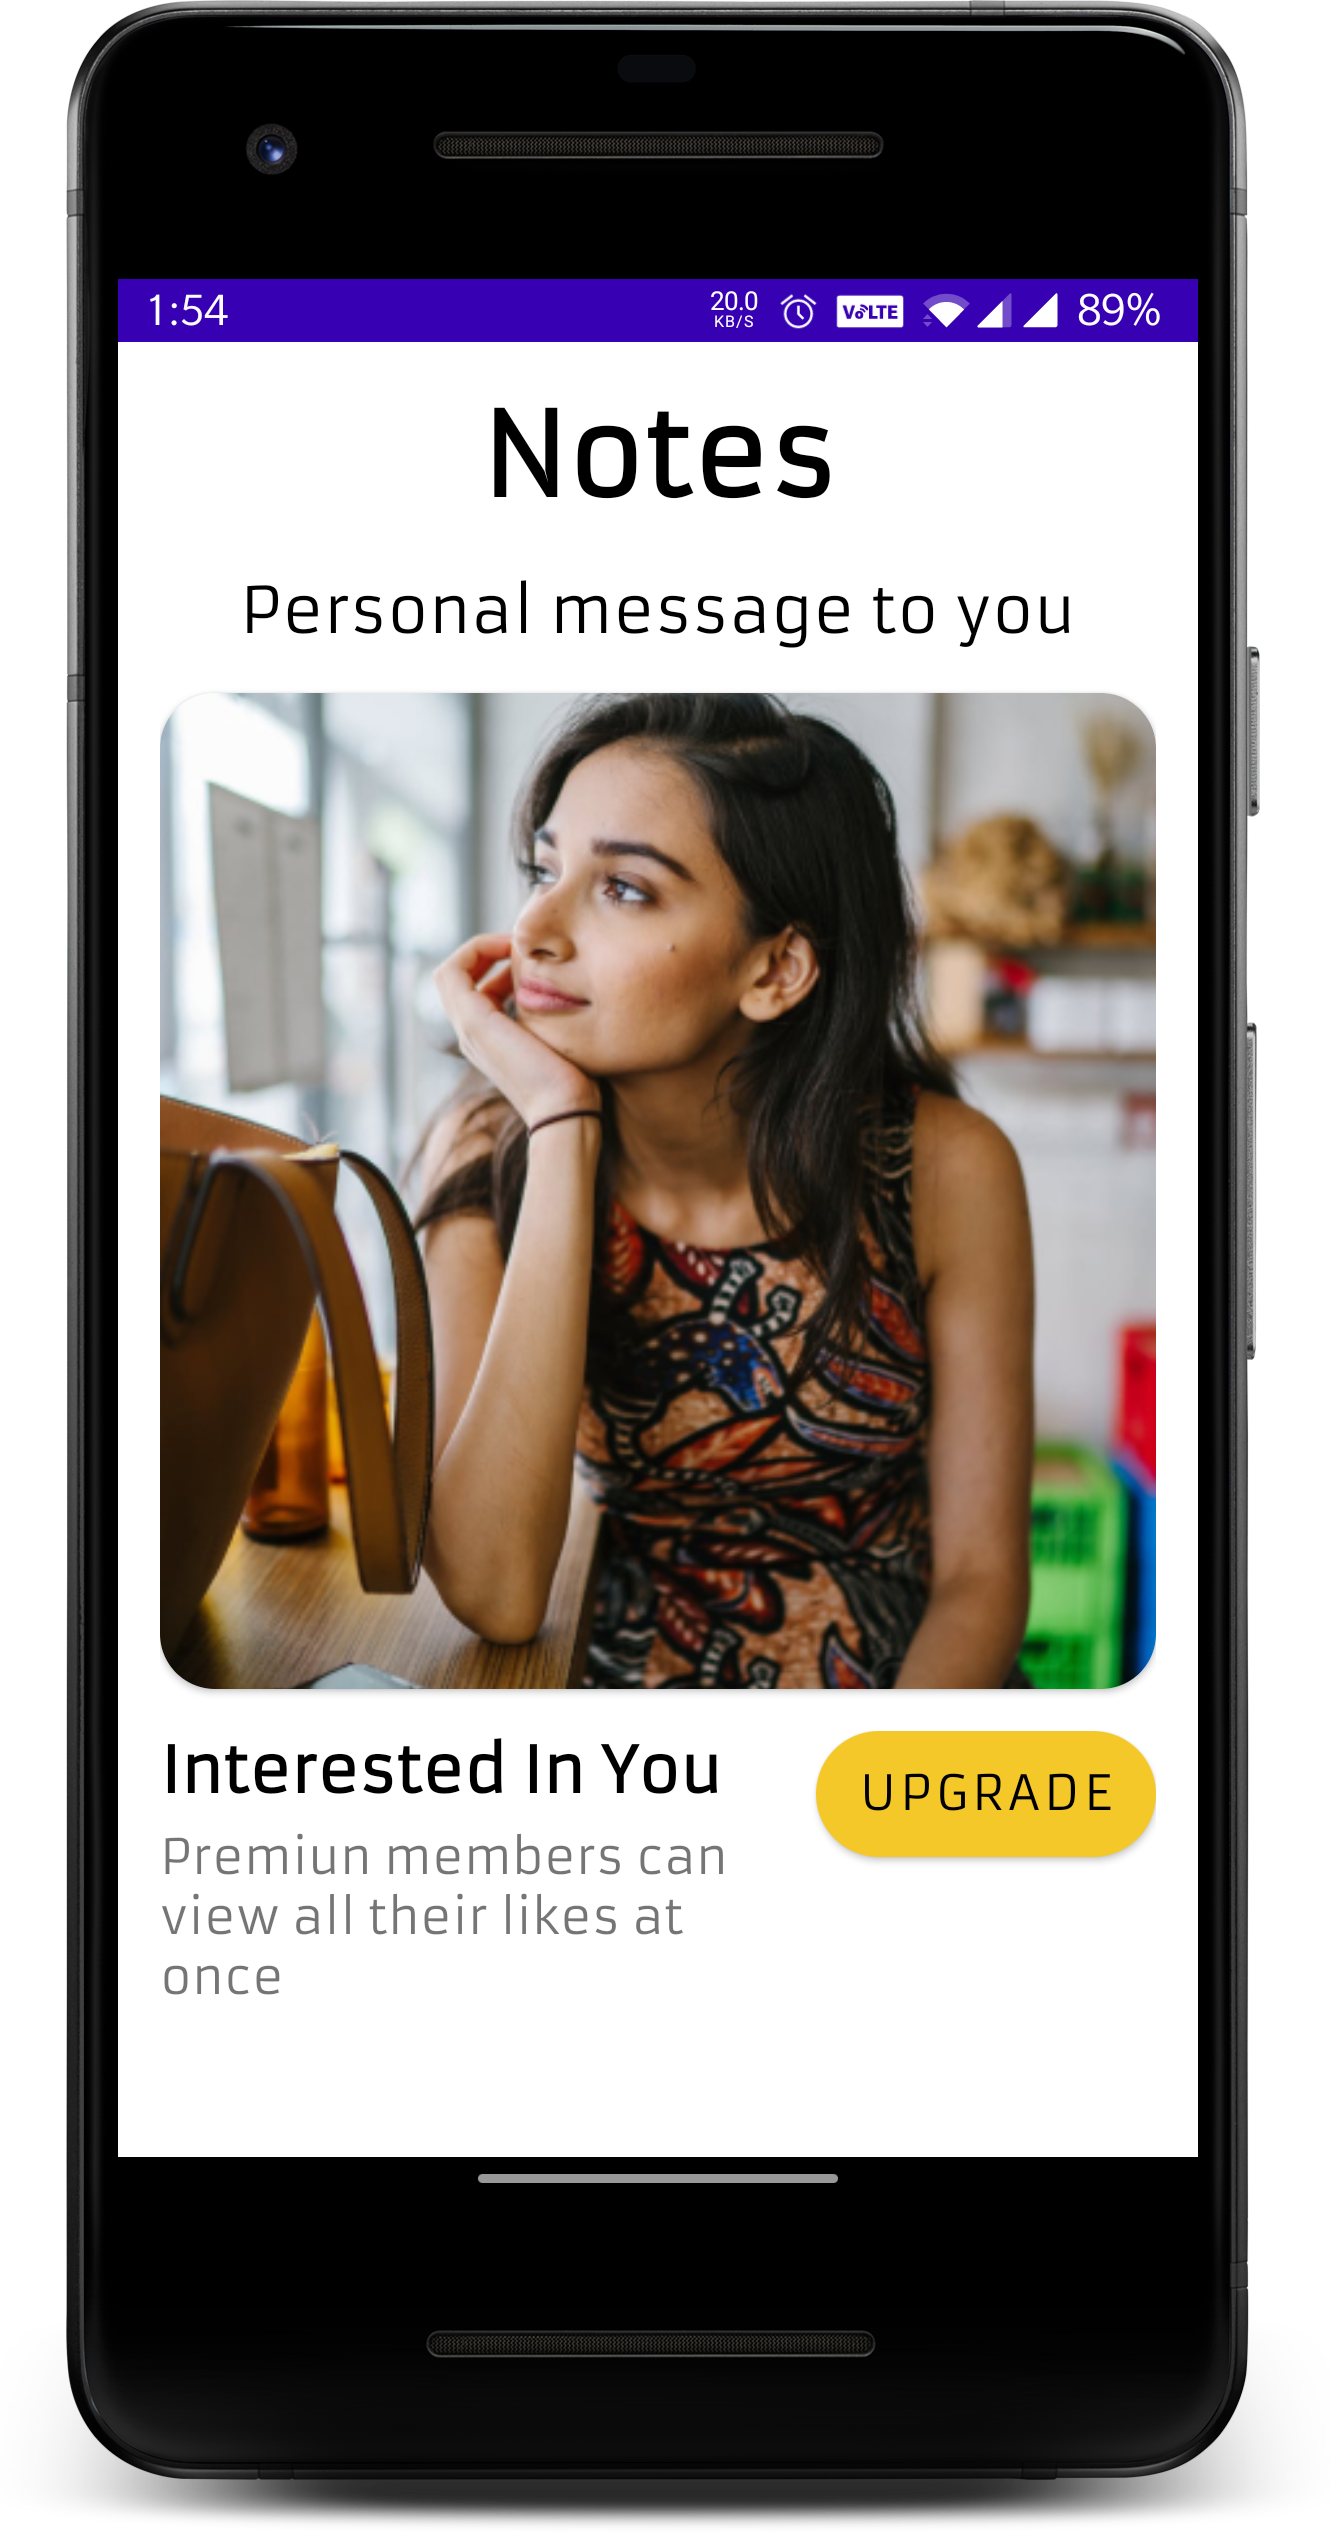 1:54
20.0
KB/S
VoLTE
89%
Notes
Personal message to you
Interested In You
UPGRADE
Premiun members can
view all their likes at
once